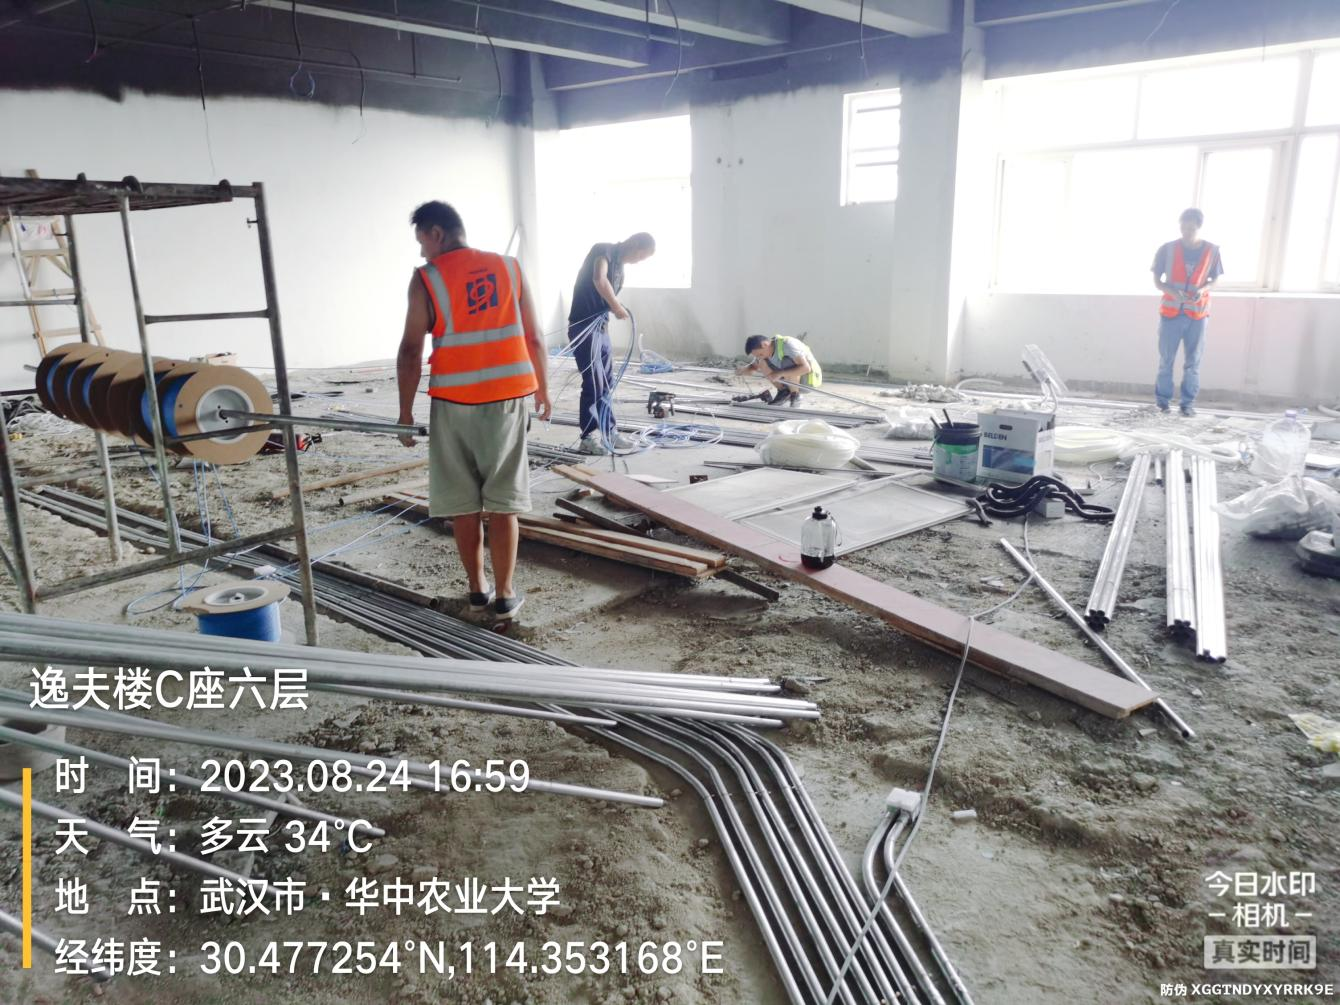 BELDEN
逸夫楼C座六层
时 间：2023.08.24 16:59
天 气：多云 34℃
地 点：武汉市·华中农业大学
经纬度：30.477254°N,114.353168°E
今日水印
-相机-
真实时间
防伪 XGGTNDYXYRRK9E